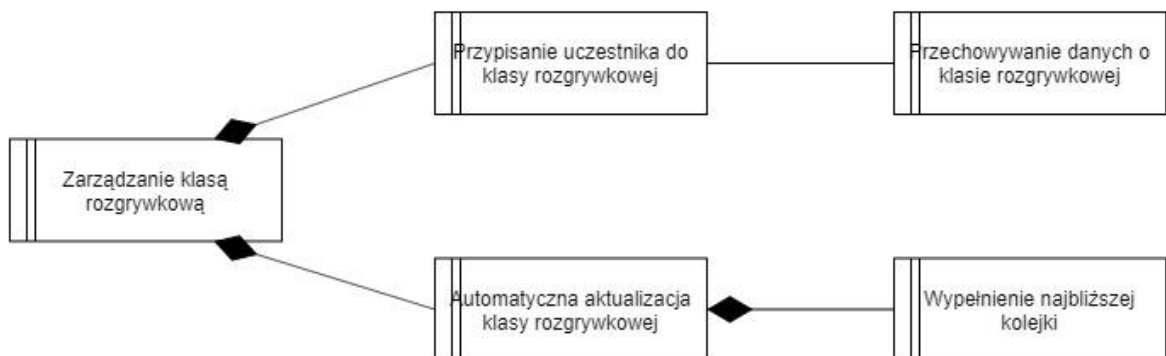 Przypisanie uczestnika do
klasy rozgrywkowej
Przechowywanie danych o
klasie rozgrywkowej
Zarządzanie klasą
rozgrywkową
Automatyczna aktualizacja
klasy rozgrywkowej
Wypełnienie najbliższej
kolejki